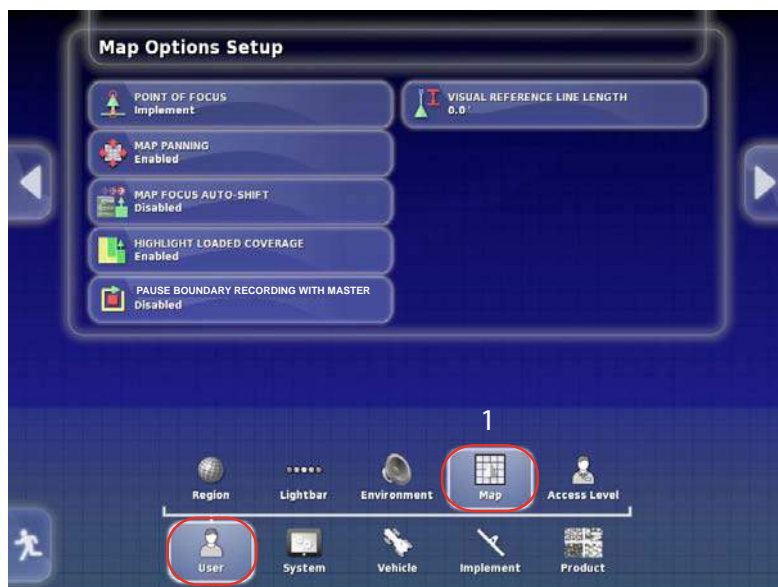 Map Options Setup
POINT OF FOCUS
Implement
VISUAL REFERENCE LINE LENGTH
0.0'
MAP PANNING
Enabled
MAP FOCUS AUTO-SHIFT
Disabled
HIGHLIGHT LOADED COVERAGE
Enabled
PAUSE BOUNDARY RECORDING WITH MASTER
Disabled
1
Region Lightbar Environment Map Access Level
User System Vehicle Implement Product